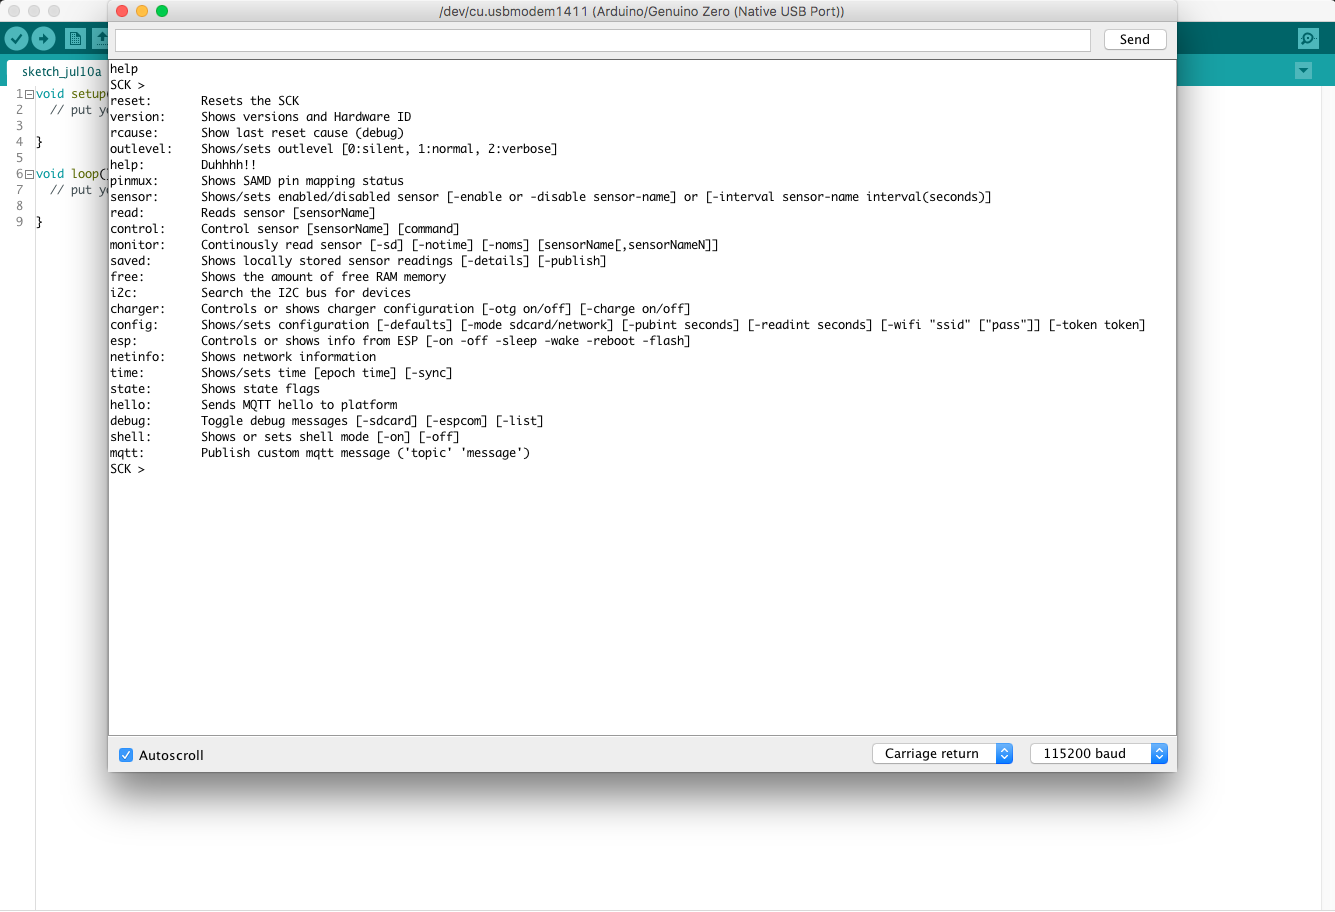 /dev/cu.usbmodem1411 (Arduino/Genuino Zero (Native USB Port))
Send
sketch_jul10a
1 void setup
2 // put y
3
4 }
5
6 void loop(
7 // put y
8
9 }
help
SCK >
reset: Resets the SCK
version: Shows versions and Hardware ID
rcause: Show last reset cause (debug)
outlevel: Shows/sets outlevel [0:silent, 1:normal, 2:verbose]
help: Duhhhh!!
pinmux: Shows SAMD pin mapping status
sensor: Shows/sets enabled/disabled sensor [-enable or -disable sensor-name] or [-interval sensor-name interval(seconds)]
read: Reads sensor [sensorName]
control: Control sensor [sensorName] [command]
monitor: Continously read sensor [-sd] [-notime] [-noms] [sensorName[,sensorNameN]]
saved: Shows locally stored sensor readings [-details] [-publish]
free: Shows the amount of free RAM memory
i2c: Search the I2C bus for devices
charger: Controls or shows charger configuration [-otg on/off] [-charge on/off]
config: Shows/sets configuration [-defaults] [-mode sdcard/network] [-pubint seconds] [-readint seconds] [-wifi "ssid" ["pass"]] [-token token]
esp: Controls or shows info from ESP [-on -off -sleep -wake -reboot -flash]
netinfo: Shows network information
time: Shows/sets time [epoch time] [-sync]
state: Shows state flags
hello: Sends MQTT hello to platform
debug: Toggle debug messages [-sdcard] [-espcom] [-list]
shell: Shows or sets shell mode [-on] [-off]
mqtt: Publish custom mqtt message ('topic' 'message')
SCK >
Autoscroll
Carriage return
115200 baud